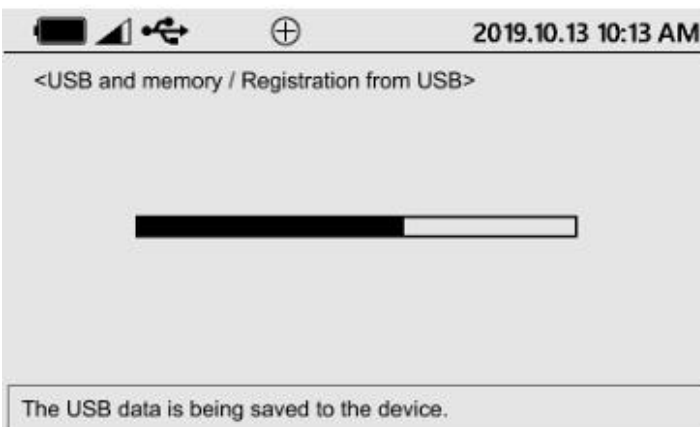 2019.10.13 10:13 AM
<USB and memory / Registration from USB>
The USB data is being saved to the device.